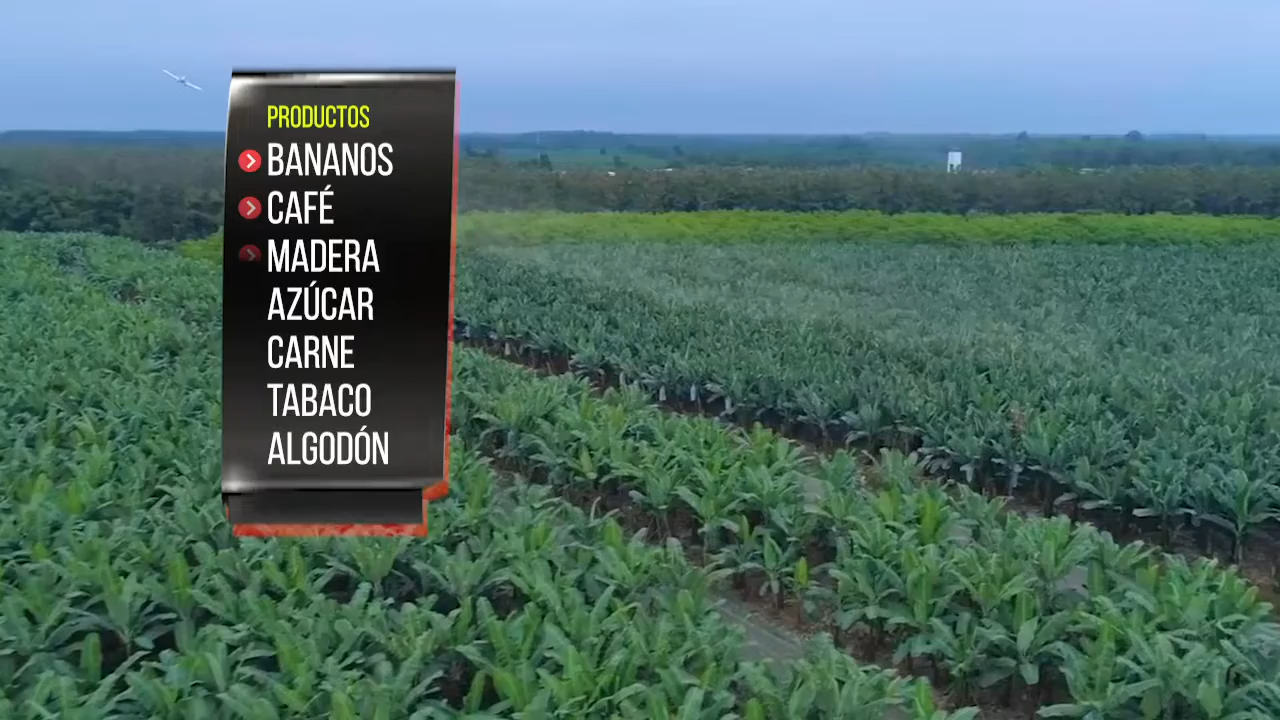 PRODUCTOS
BANANOS
CAFÉ
MADERA
AZÚCAR
CARNE
TABACO
ALGODÓN